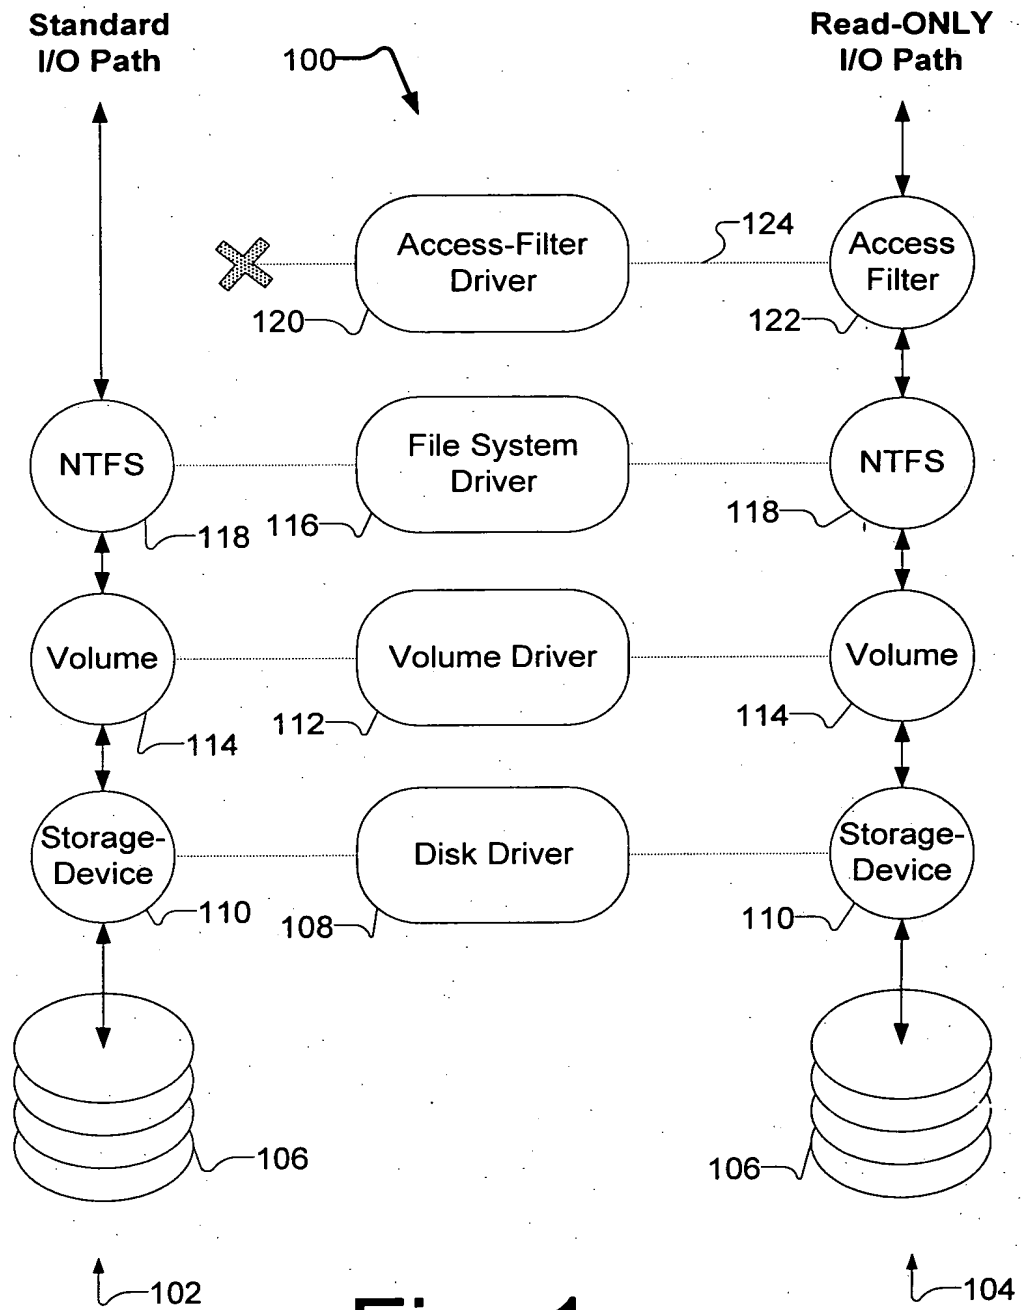 Standard
I/O Path
Read-ONLY
I/O Path
100
Access-Filter
Driver
124
Access
Filter
120
122
NTFS
File System
Driver
NTFS
118
116
118
Volume
Volume Driver
Volume
114
112
114
Storage-
Device
Disk Driver
Storage-
Device
110
108
110
106
106
102
104